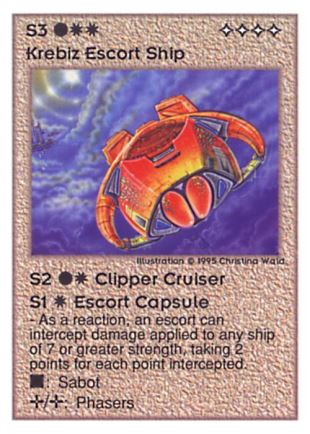 S3 ●✷✷ ✧✧✧✧
Krebiz Escort Ship
Illustration © 1995 Christina Wald.
S2 ●✷ Clipper Cruiser
S1 ✷ Escort Capsule
- As a reaction, an escort can
intercept damage applied to any ship
of 7 or greater strength, taking 2
points for each point intercepted.
■: Sabot
✛/✛: Phasers